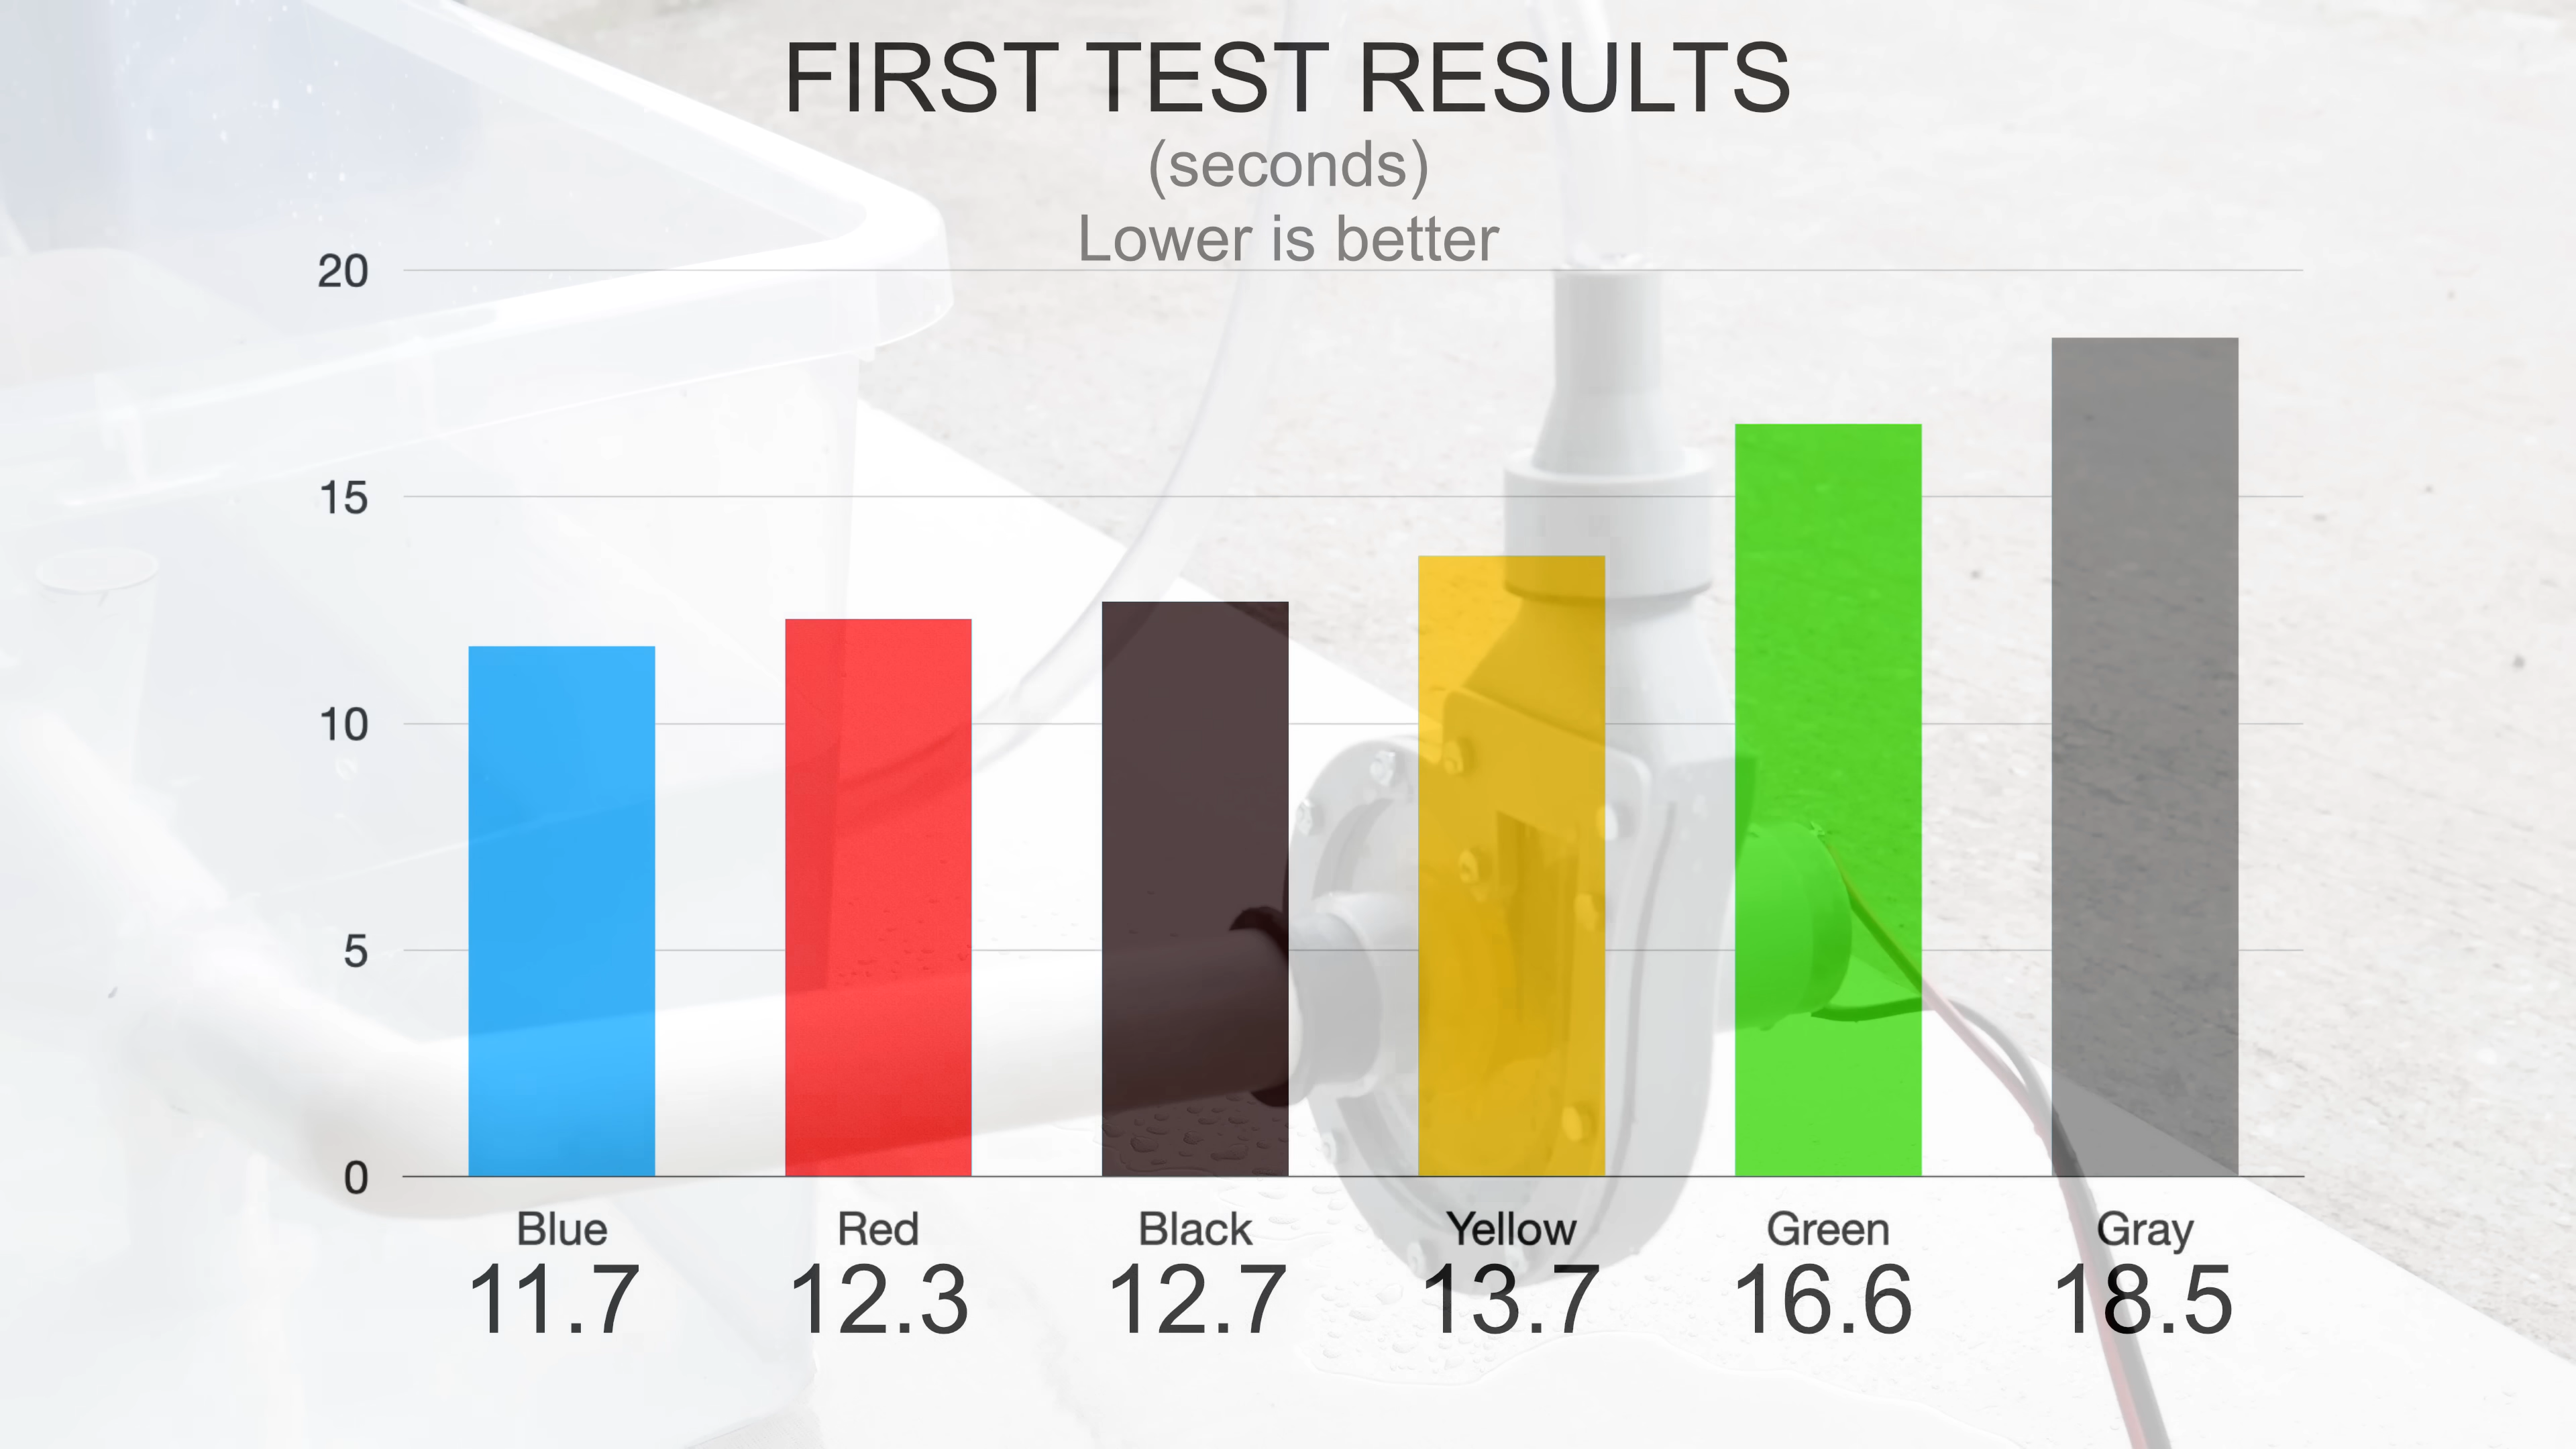 FIRST TEST RESULTS
(seconds)
Lower is better
20
15
10
5
0
Blue Red Black Yellow Green Gray
11.7 12.3 12.7 13.7 16.6 18.5